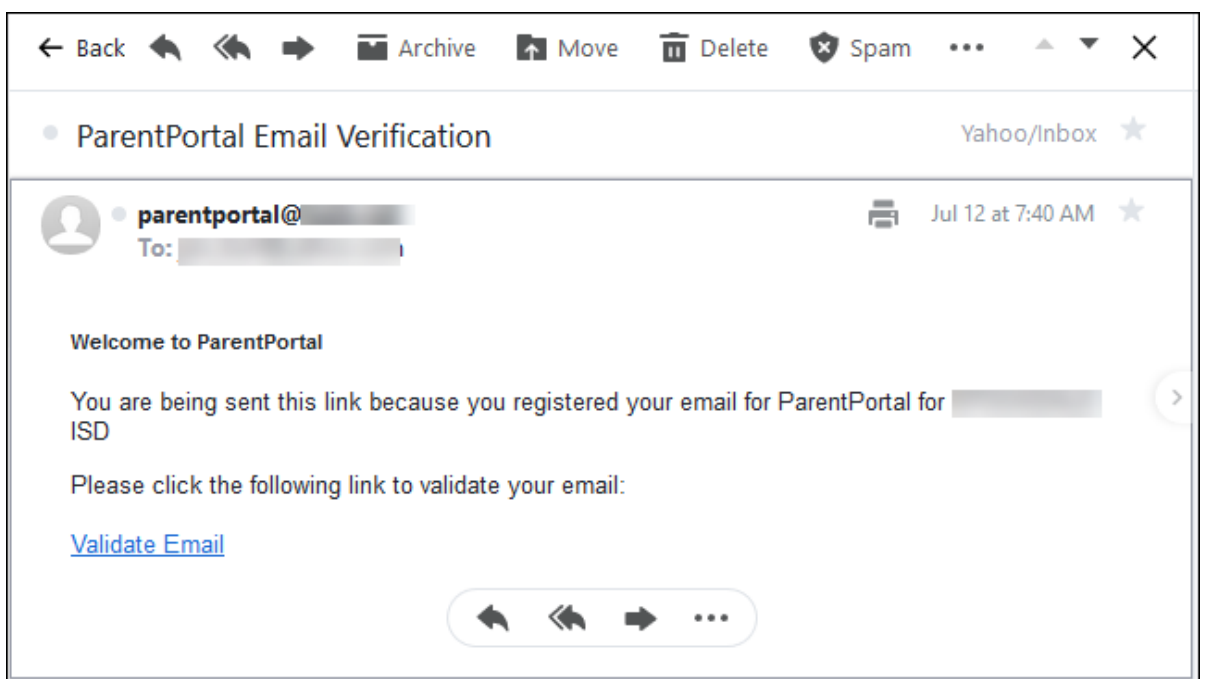 Back Archive Move Delete Spam
ParentPortal Email Verification Yahoo/Inbox
parentportal@ Jul 12 at 7:40 AM
To:
Welcome to ParentPortal
You are being sent this link because you registered your email for ParentPortal for
ISD
Please click the following link to validate your email:
Validate Email